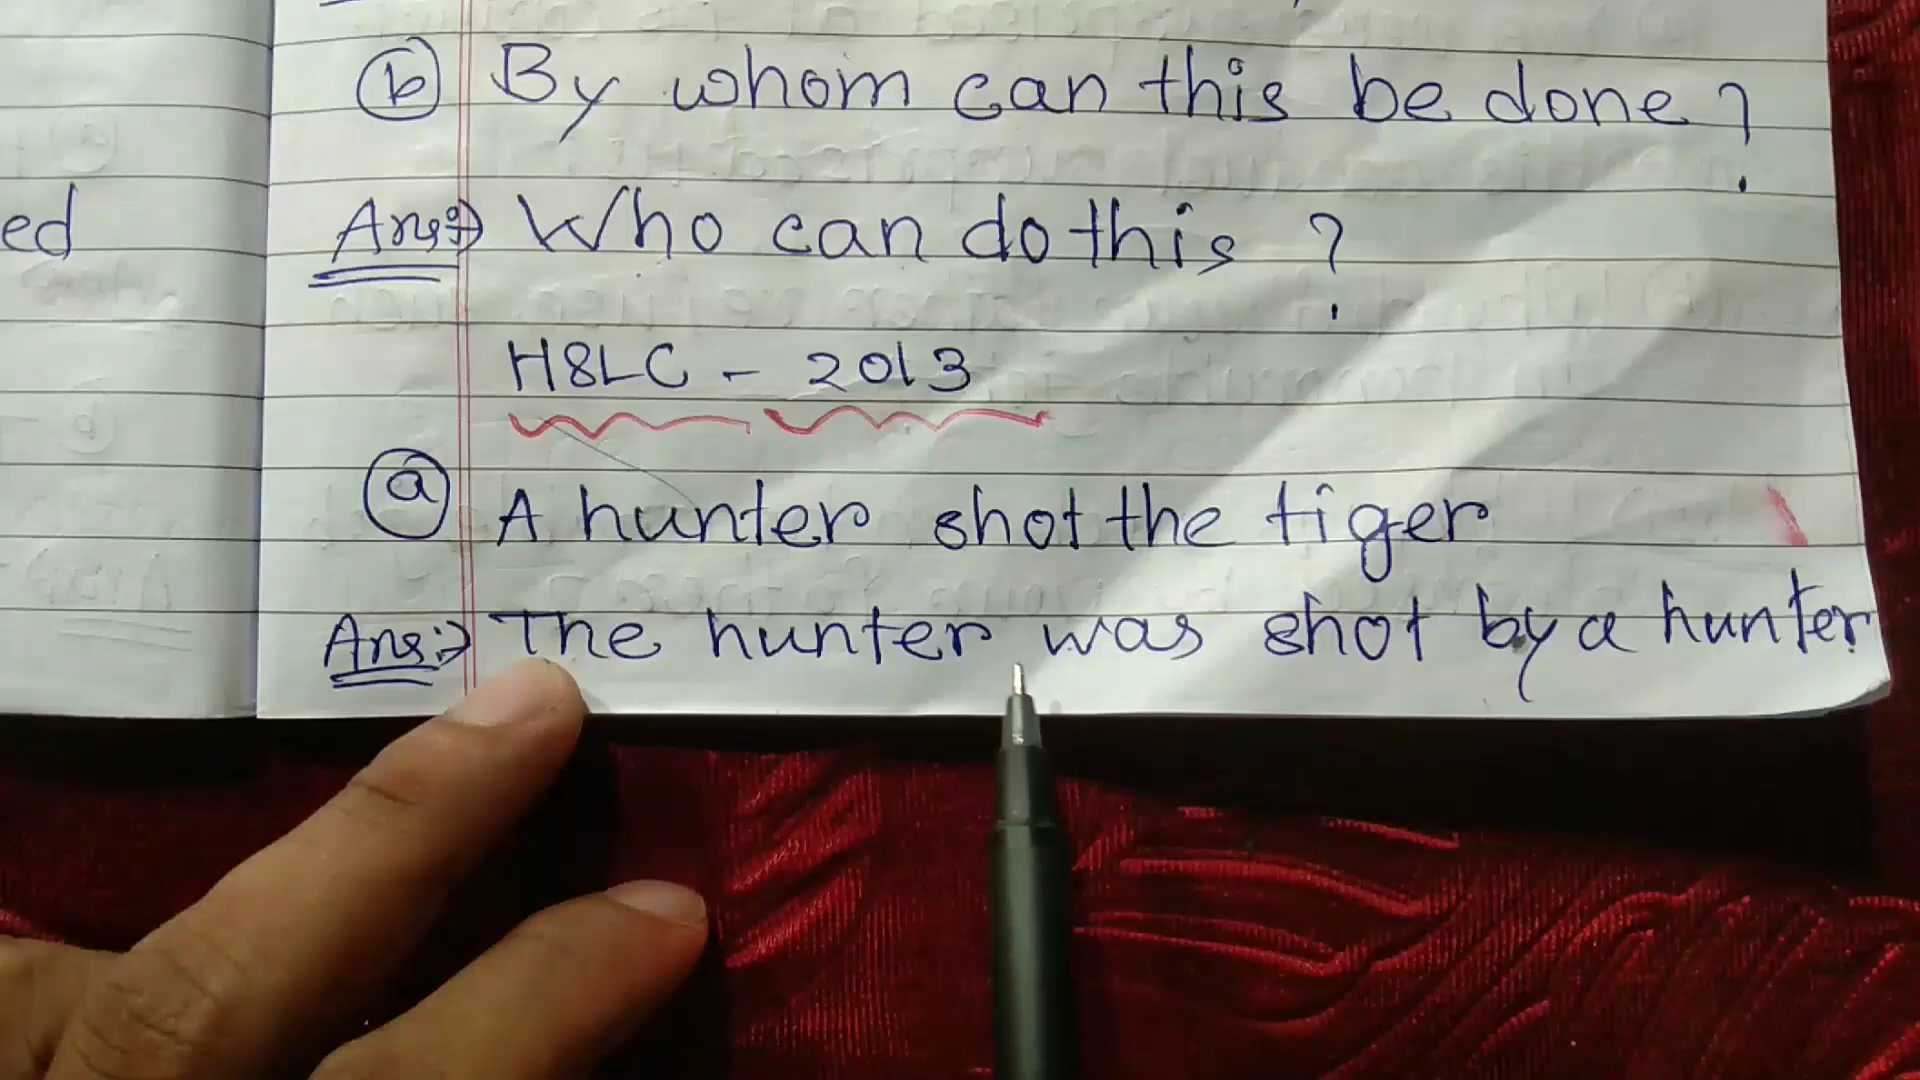 ⓑ By whom can this be done?
ed
Ans:⇒ Who can do this ?
HSLC - 2013
ⓐ A hunter shot the tiger
Ans:⇒ The hunter was shot by a hunter